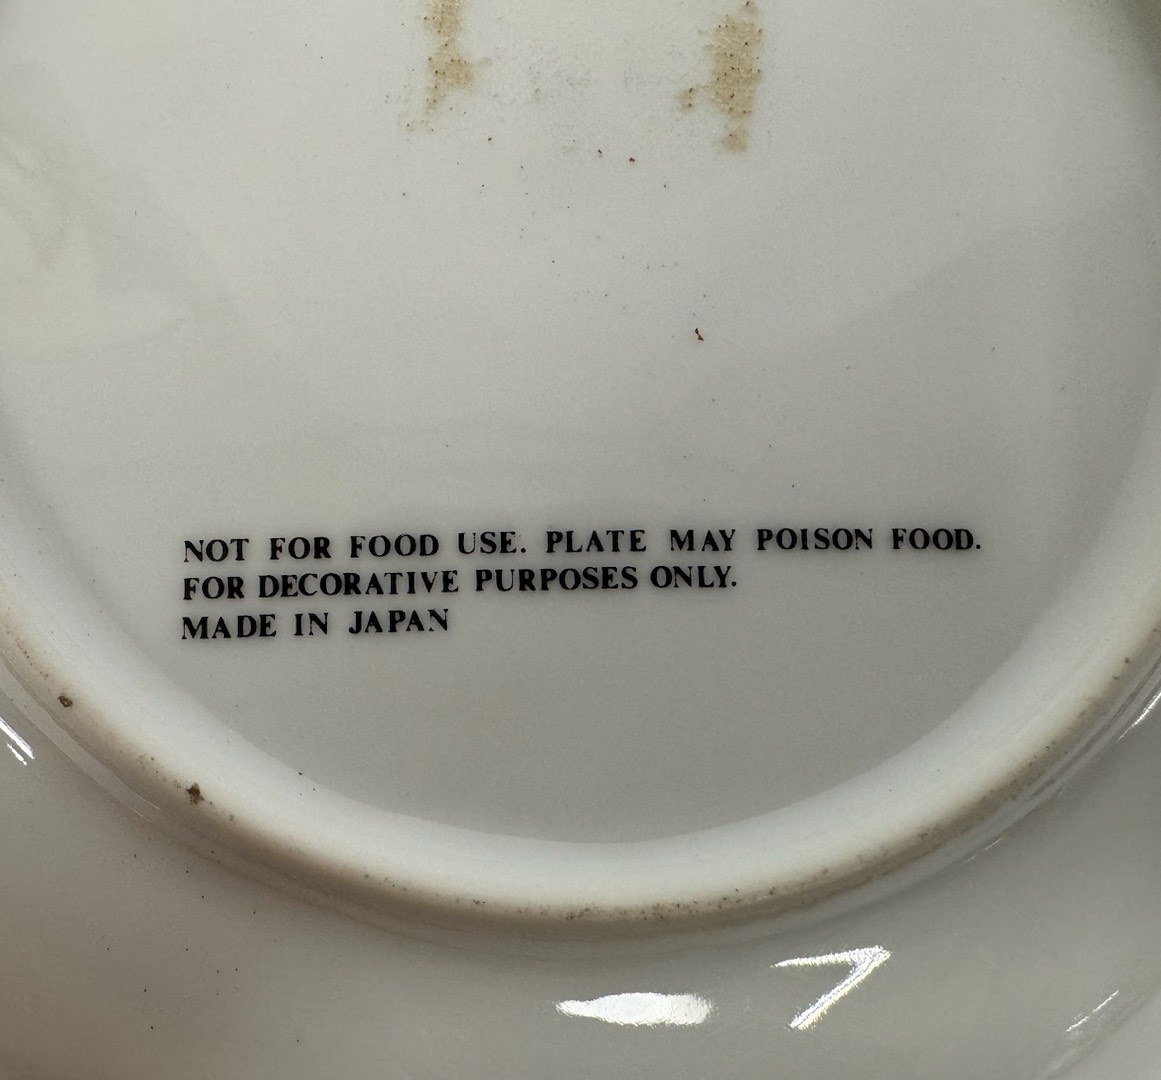 NOT FOR FOOD USE. PLATE MAY POISON FOOD.
FOR DECORATIVE PURPOSES ONLY.
MADE IN JAPAN